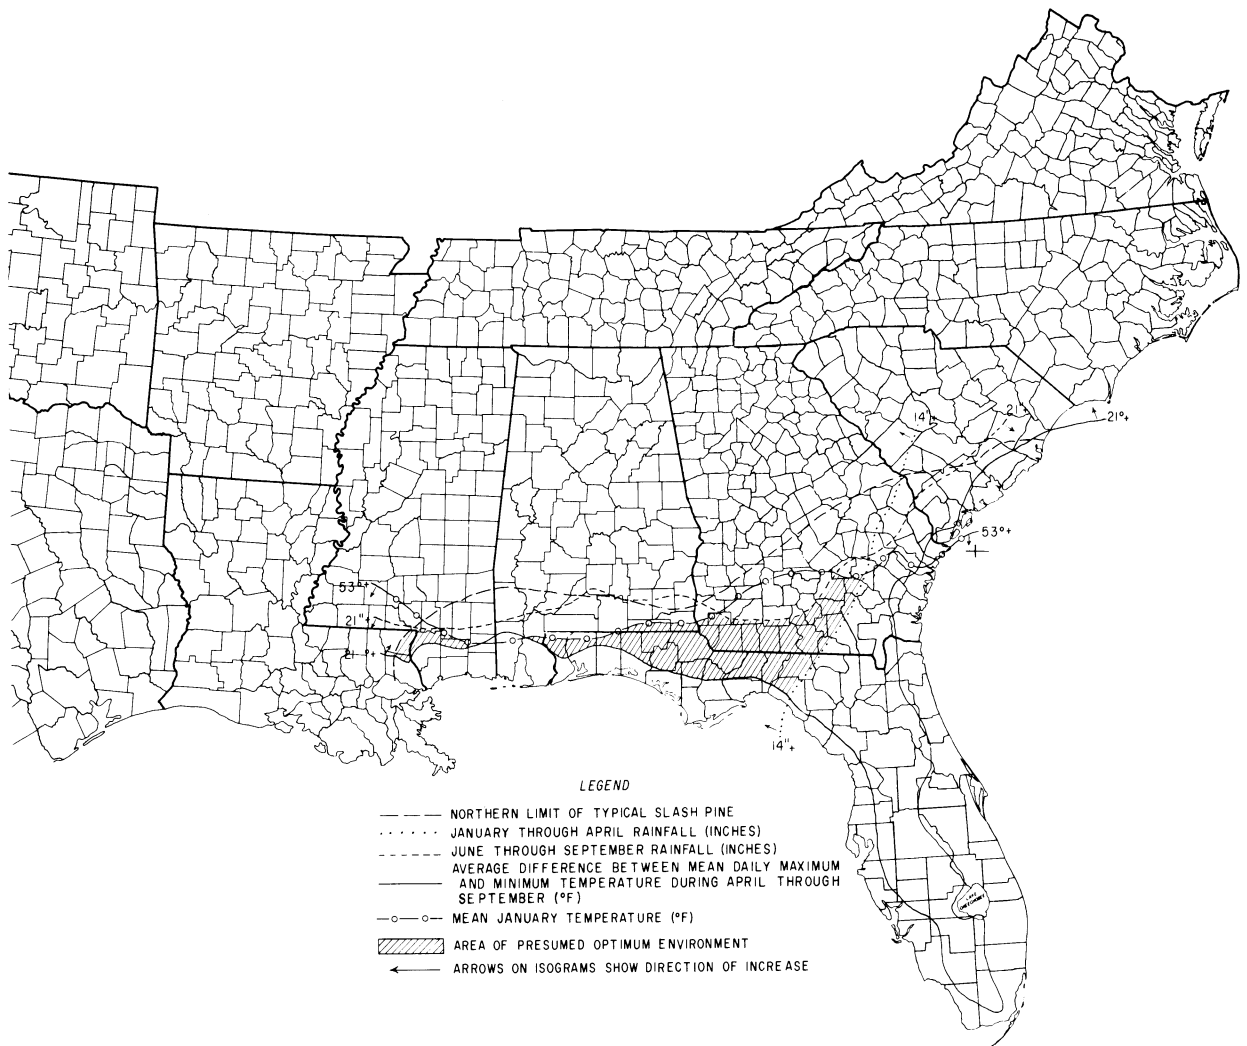 14"+
21"+
21°+
53°+
53°+
21"+
21°+
14"+
LEGEND
NORTHERN LIMIT OF TYPICAL SLASH PINE
JANUARY THROUGH APRIL RAINFALL (INCHES)
JUNE THROUGH SEPTEMBER RAINFALL (INCHES)
AVERAGE DIFFERENCE BETWEEN MEAN DAILY MAXIMUM
AND MINIMUM TEMPERATURE DURING APRIL THROUGH
SEPTEMBER (°F)
MEAN JANUARY TEMPERATURE (°F)
AREA OF PRESUMED OPTIMUM ENVIRONMENT
ARROWS ON ISOGRAMS SHOW DIRECTION OF INCREASE
LAKE
OKEECHOBEE